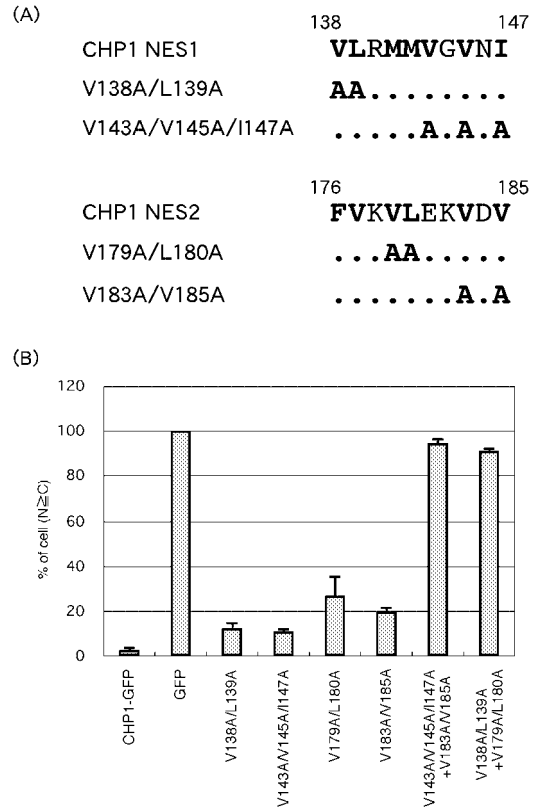 (A)
138 147
CHP1 NES1 VLRMMVGVNI
V138A/L139A AA........
V143A/V145A/I147A .....A.A.A
176 185
CHP1 NES2 FVKVLEKVDV
V179A/L180A ...AA.....
V183A/V185A .......A.A
(B)
120
100
80
60
40
20
0
% of cell (N≧C)
CHP1-GFP
GFP
V138A/L139A
V143A/V145A/I147A
V179A/L180A
V183A/V185A
V143A/V145A/I147A
+V183A/V185A
V138A/L139A
+V179A/L180A